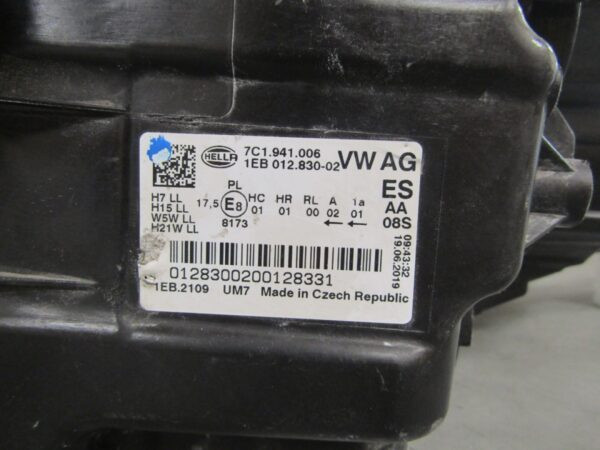 HELLA 7C1.941.006 VW AG
1EB 012.830-02
ES
PL HC HR RL A 1a AA
H7 LL 17,5 E8 01 01 00 02 01 08S
H15 LL
W5W LL 8173
H21W LL
09:43:32
19.06.2019
0128300200128331
1EB.2109 UM7 Made in Czech Republic